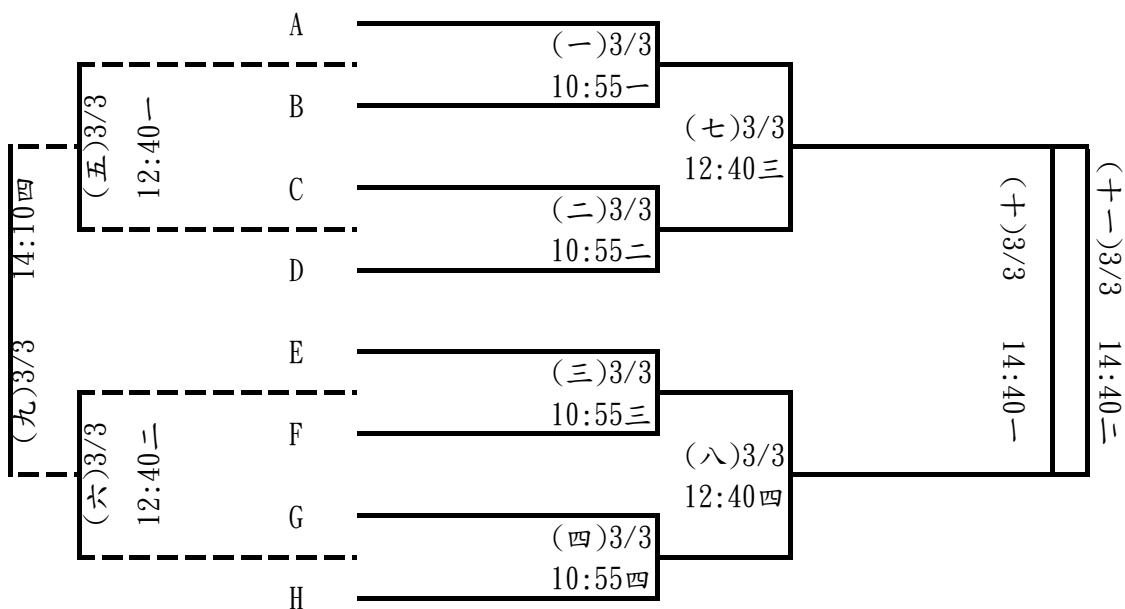 A
(一)3/3
10:55一
B
(五)3/3
12:40一
(七)3/3
12:40三
C
(二)3/3
10:55二
D
14:10四
(九)3/3
(十)3/3 14:40一
(十一)3/3 14:40二
E
(三)3/3
10:55三
F
(六)3/3
12:40二
(八)3/3
12:40四
G
(四)3/3
10:55四
H